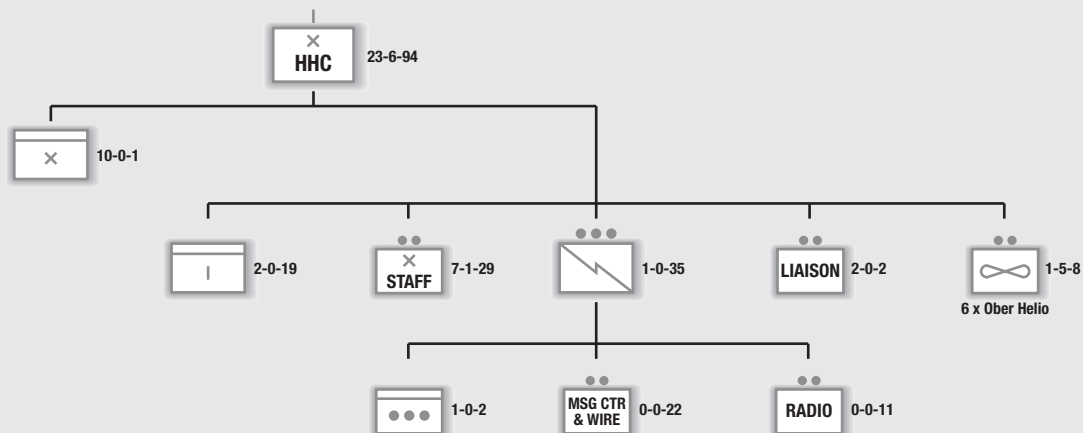 HHC
23-6-94
10-0-1
2-0-19
STAFF
7-1-29
1-0-35
LIAISON
2-0-2
1-5-8
6 x Ober Helio
1-0-2
MSG CTR
& WIRE
0-0-22
RADIO
0-0-11